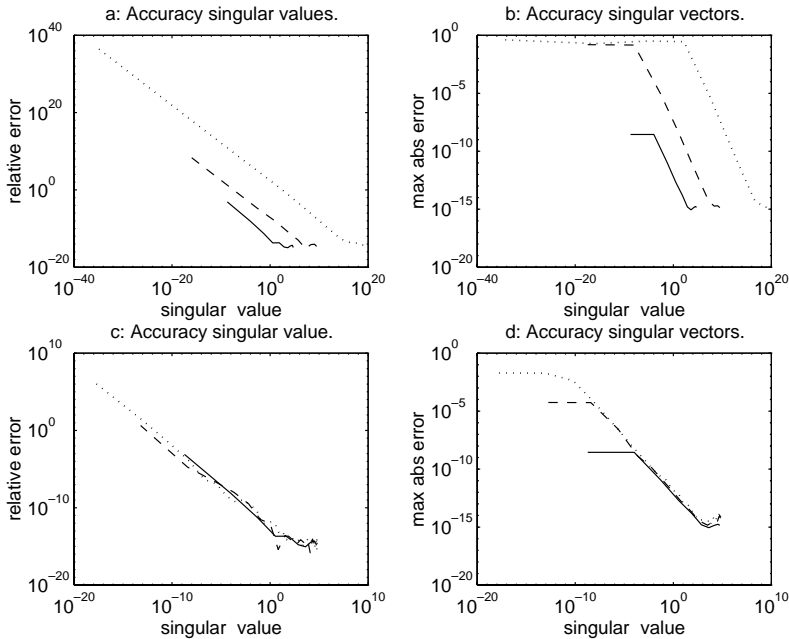 a: Accuracy singular values.
10^40
10^20
10^0
10^−20
relative error
10^−40
10^−20
10^0
10^20
singular value
b: Accuracy singular vectors.
10^0
10^−5
10^−10
10^−15
10^−20
max abs error
10^−40
10^−20
10^0
10^20
singular value
c: Accuracy singular value.
10^10
10^0
10^−10
10^−20
relative error
10^−20
10^−10
10^0
10^10
singular value
d: Accuracy singular vectors.
10^0
10^−5
10^−10
10^−15
10^−20
max abs error
10^−20
10^−10
10^0
10^10
singular value